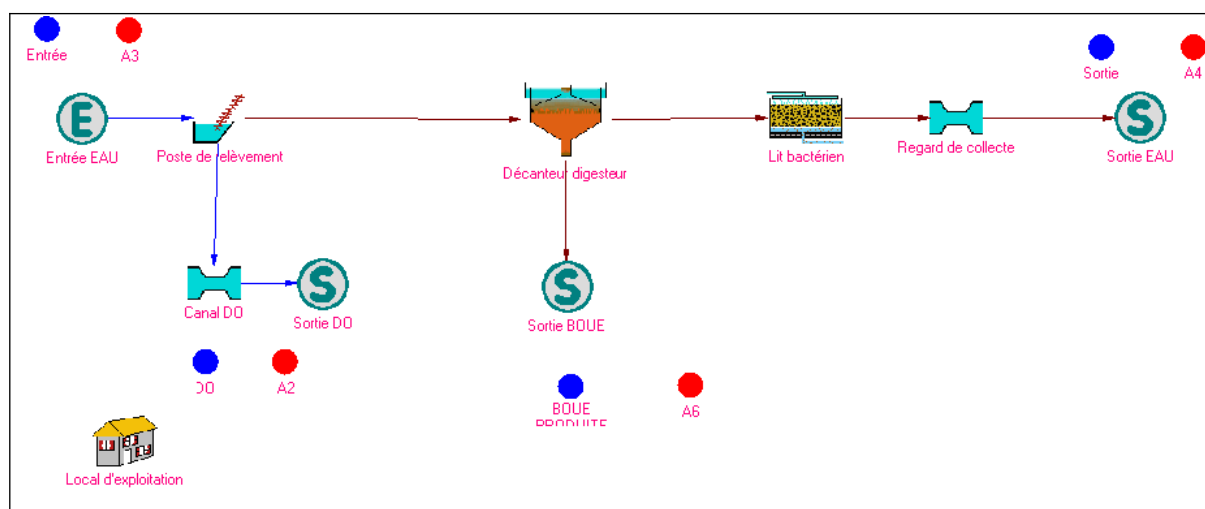 Entrée
A3
Sortie
A4
E
S
Entrée EAU
Poste de relèvement
Décanteur digesteur
Lit bactérien
Regard de collecte
Sortie EAU
S
S
Canal DO
Sortie DO
Sortie BOUE
DO
A2
BOUE
PRODUITE
A6
Local d'exploitation